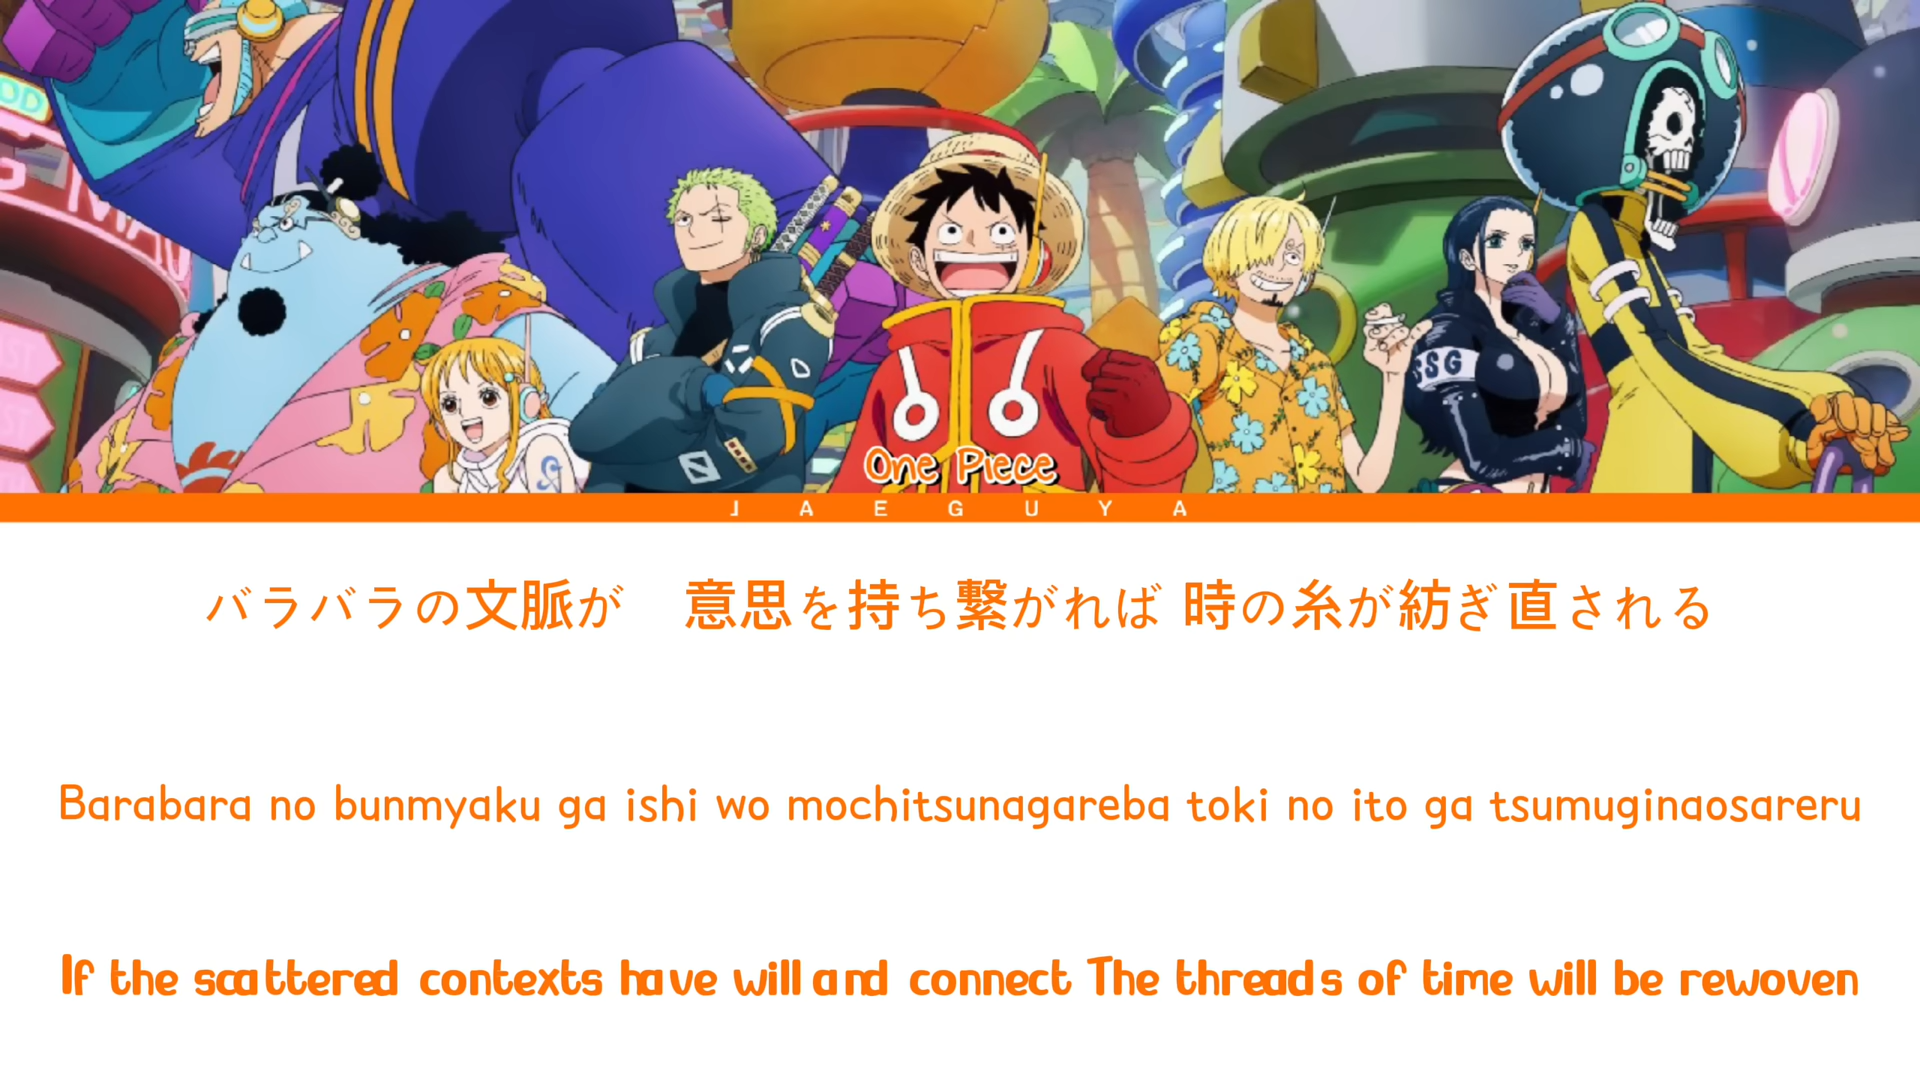 SSG
One Piece
JAEGUYA
バラバラの文脈が　意思を持ち繋がれば 時の糸が紡ぎ直される
Barabara no bunmyaku ga ishi wo mochitsunagareba toki no ito ga tsumuginaosareru
If the scattered contexts have will and connect The threads of time will be rewoven